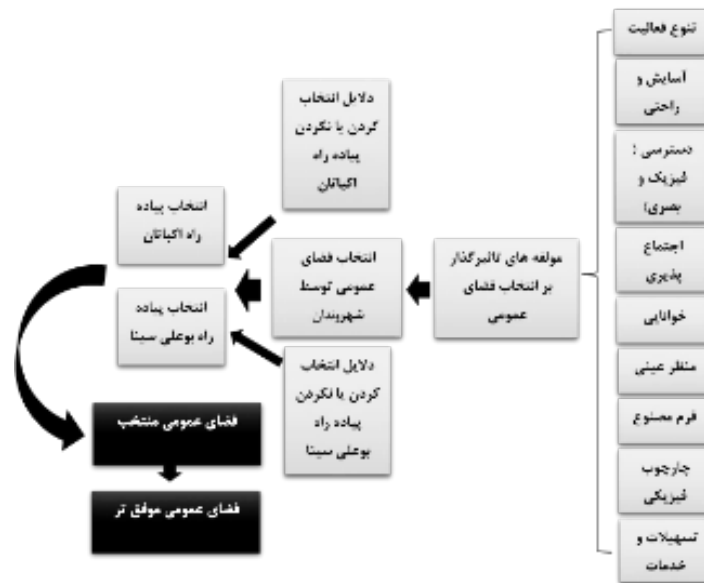 تنوع فعالیت
آسایش و
راحتی
دسترسی (
فیزیک و
بصری)
اجتماع
پذیری
خوانایی
منظر عینی
فرم مصنوع
چارچوب
فیزیکی
تسهیلات و
خدمات
مولفه های تاثیرگذار
بر انتخاب فضای
عمومی
انتخاب فضای
عمومی توسط
شهروندان
دلایل انتخاب
کردن یا نکردن
پیاده راه
اکباتان
دلایل انتخاب
کردن یا نکردن
پیاده راه
بوعلی سینا
انتخاب پیاده
راه اکباتان
انتخاب پیاده
راه بوعلی سینا
فضای عمومی منتخب
فضای عمومی موفق تر